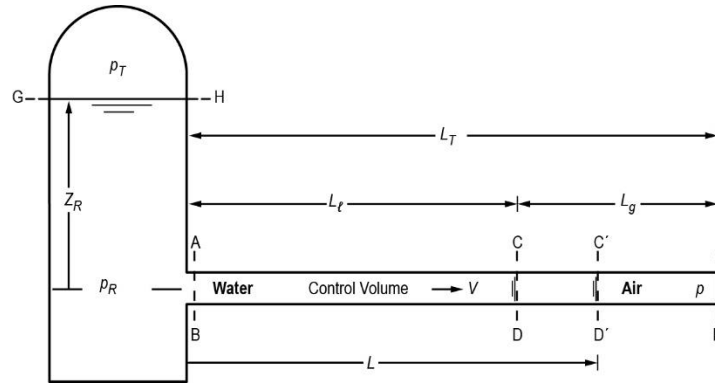 p_T
G
H
L_T
Z_R
L_ℓ
L_g
A
C
C′
p_R
Water
Control Volume
V
Air
p
B
D
D′
L